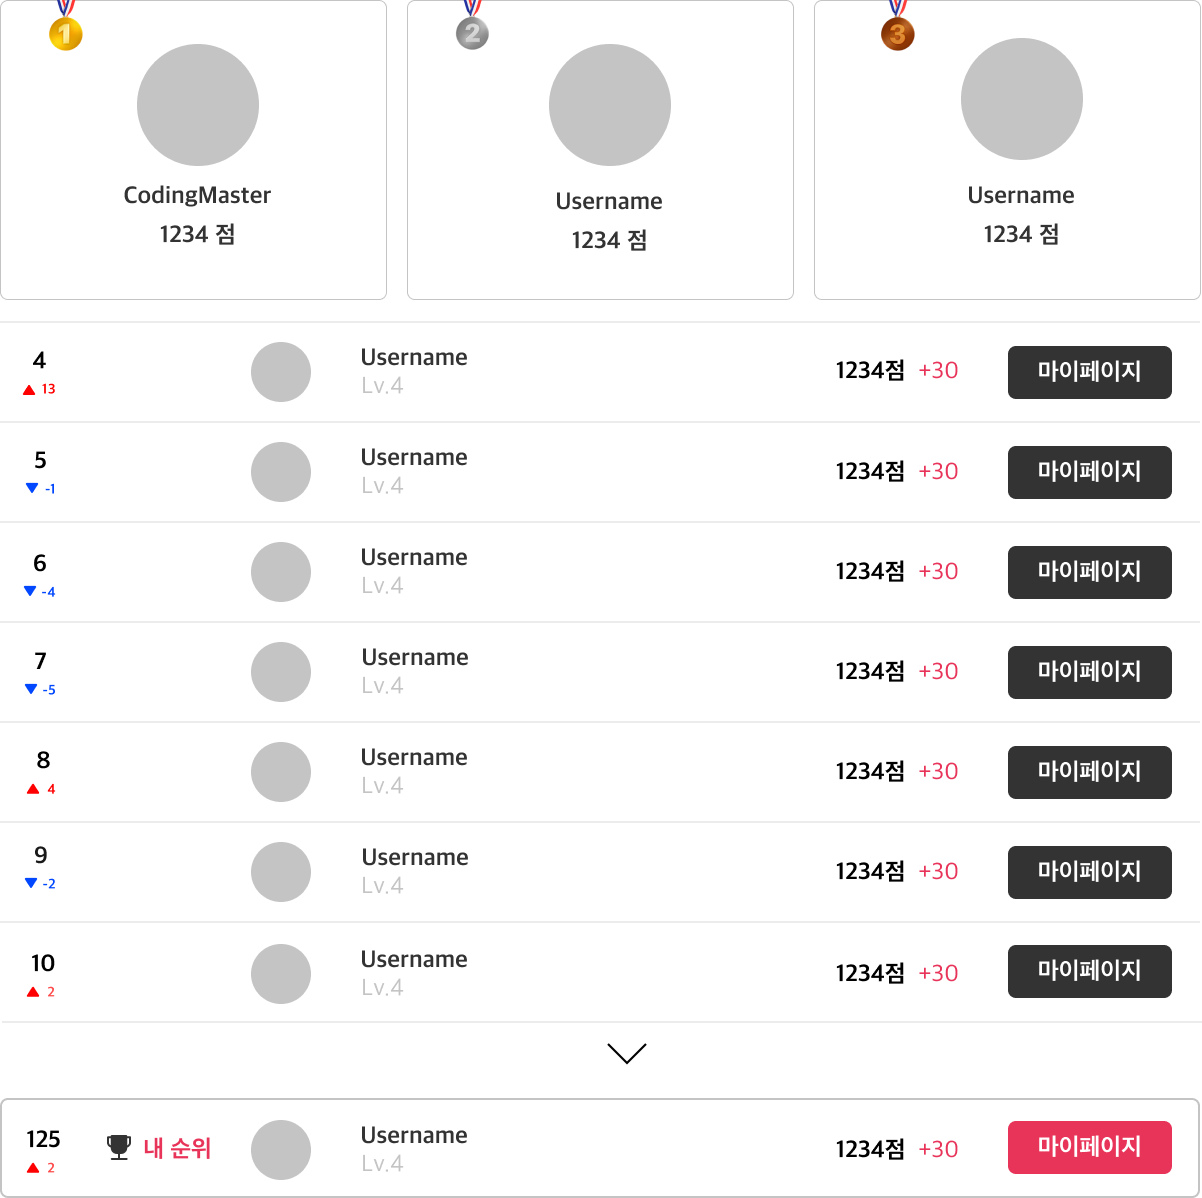 1
CodingMaster
1234 점
2
Username
1234 점
3
Username
1234 점
4
▲ 13
Username
Lv.4
1234점 +30
마이페이지
5
▼ -1
Username
Lv.4
1234점 +30
마이페이지
6
▼ -4
Username
Lv.4
1234점 +30
마이페이지
7
▼ -5
Username
Lv.4
1234점 +30
마이페이지
8
▲ 4
Username
Lv.4
1234점 +30
마이페이지
9
▼ -2
Username
Lv.4
1234점 +30
마이페이지
10
▲ 2
Username
Lv.4
1234점 +30
마이페이지
125
▲ 2
내 순위
Username
Lv.4
1234점 +30
마이페이지